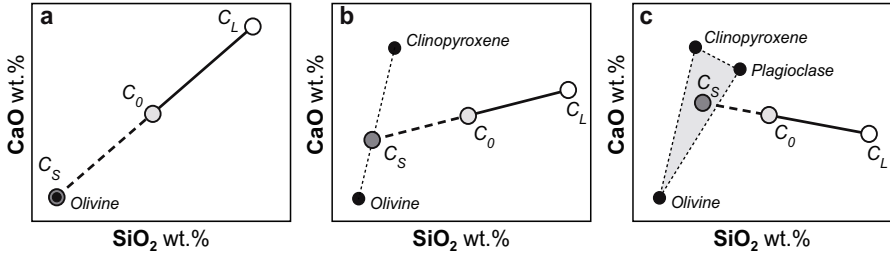 a
C_L
C_0
C_S
Olivine
CaO wt.%
SiO₂ wt.%
b
Clinopyroxene
C_S
C_0
C_L
Olivine
CaO wt.%
SiO₂ wt.%
c
Clinopyroxene
Plagioclase
C_S
C_0
C_L
Olivine
CaO wt.%
SiO₂ wt.%